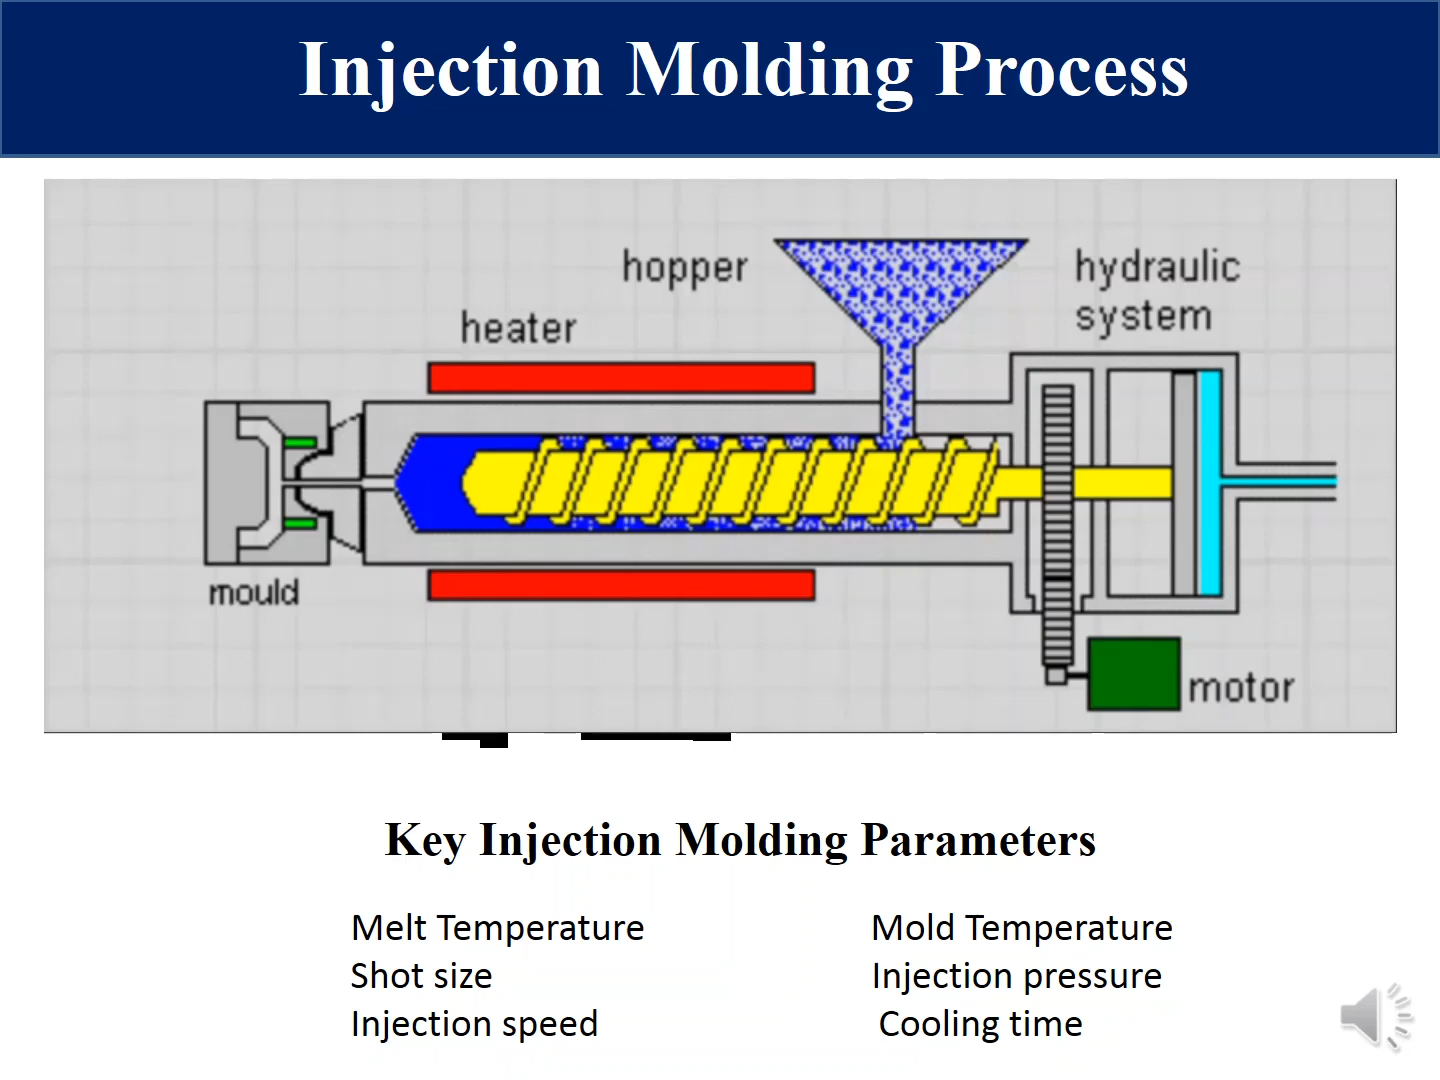 Injection Molding Process
hopper
hydraulic
system
heater
mould
motor
Key Injection Molding Parameters
Melt Temperature
Mold Temperature
Shot size
Injection pressure
Injection speed
Cooling time